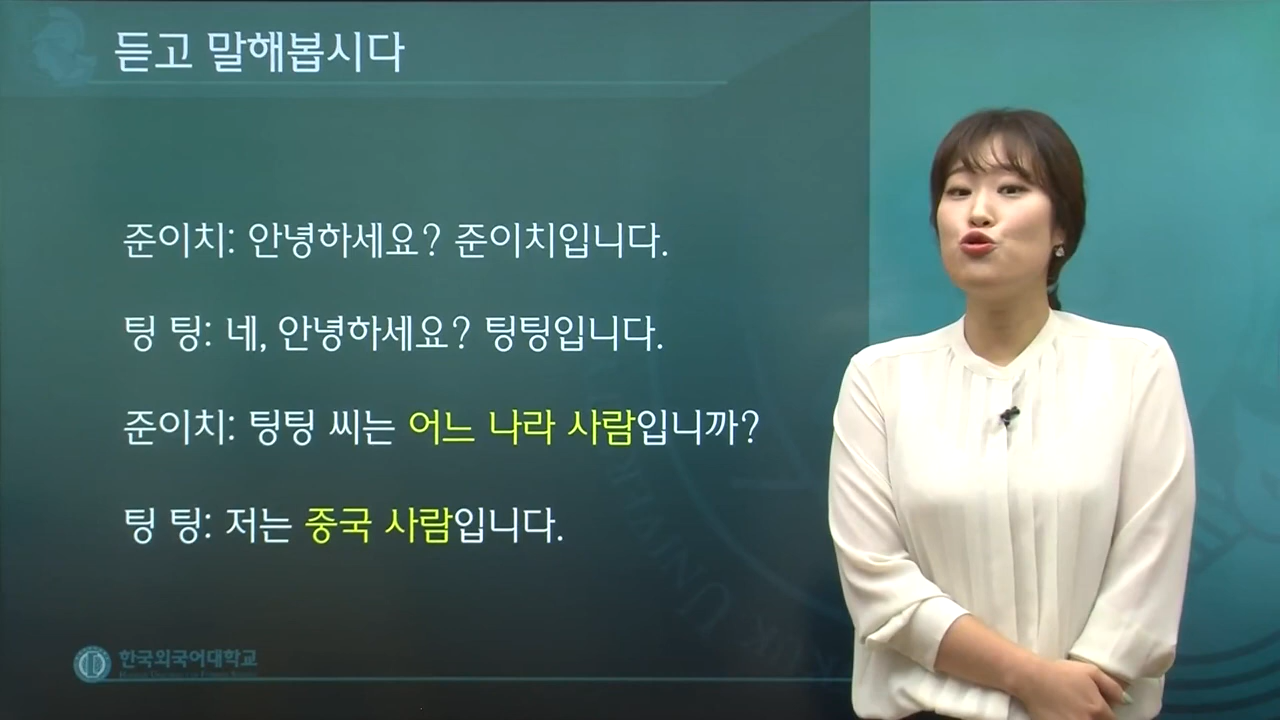 듣고 말해봅시다
준이치: 안녕하세요? 준이치입니다.
팅 팅: 네, 안녕하세요? 팅팅입니다.
준이치: 팅팅 씨는 어느 나라 사람입니까?
팅 팅: 저는 중국 사람입니다.
한국외국어대학교